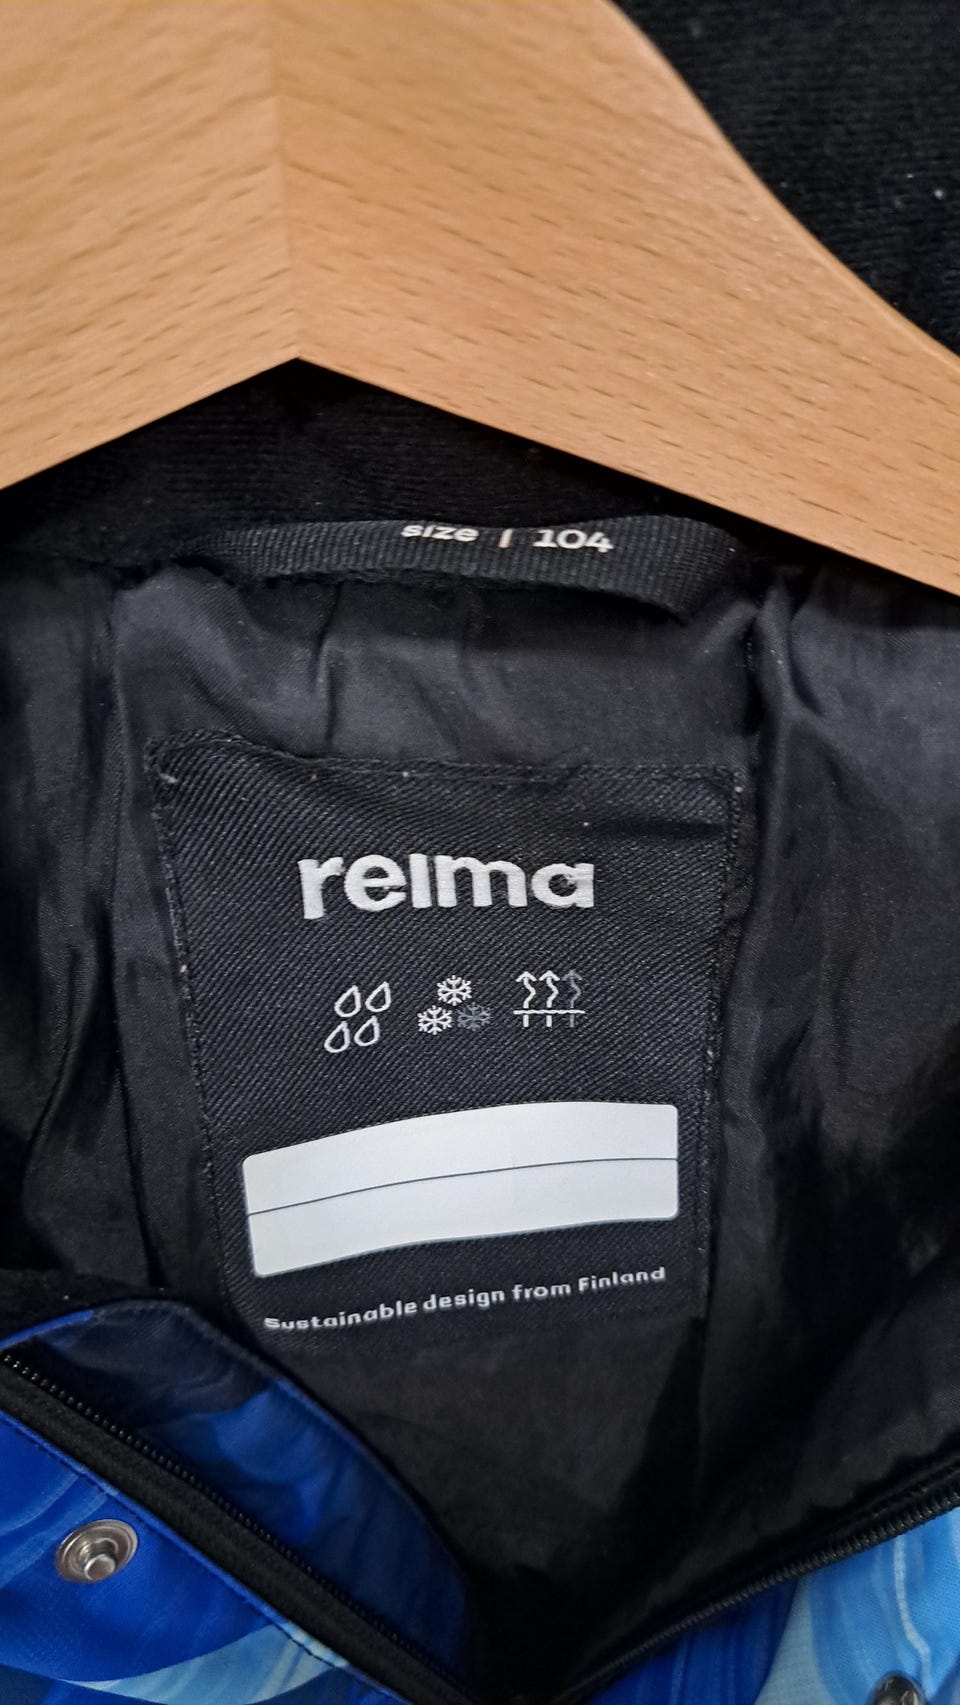 size | 104
reima
Sustainable design from Finland